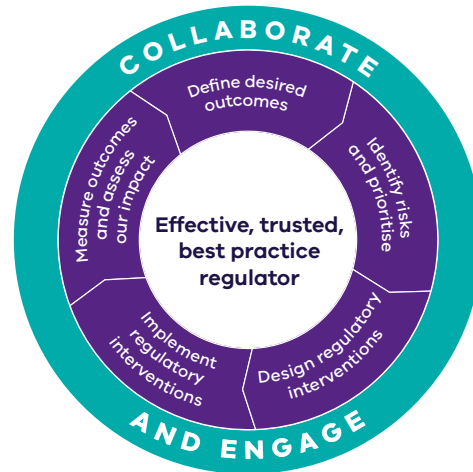 COLLABORATE
Define desired
outcomes
Identify risks
and prioritise
Design regulatory
interventions
Implement
regulatory
interventions
Measure outcomes
and assess
our impact
Effective, trusted,
best practice
regulator
AND ENGAGE